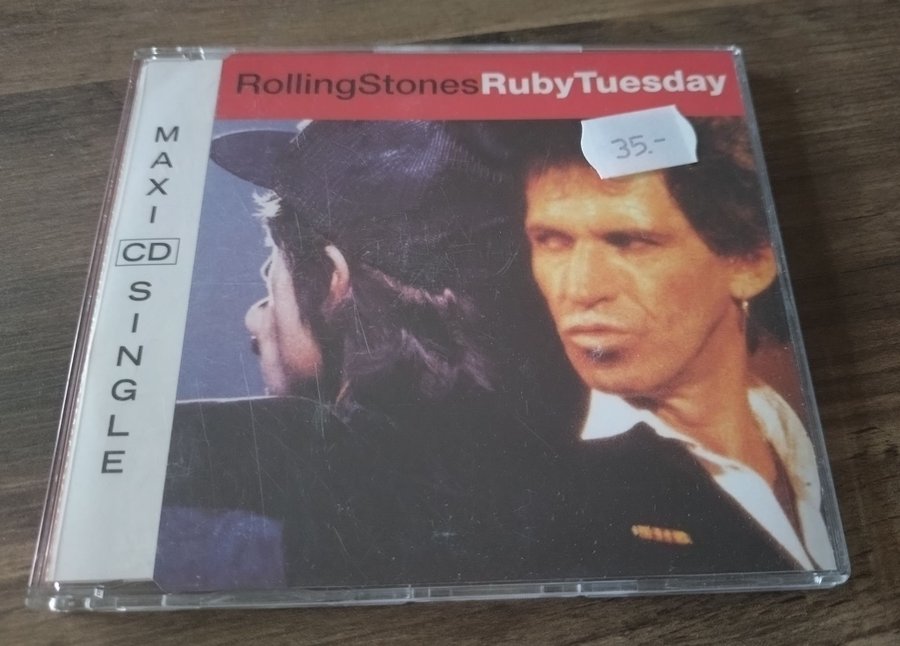 RollingStonesRubyTuesday
35.-
MAXI CD SINGLE